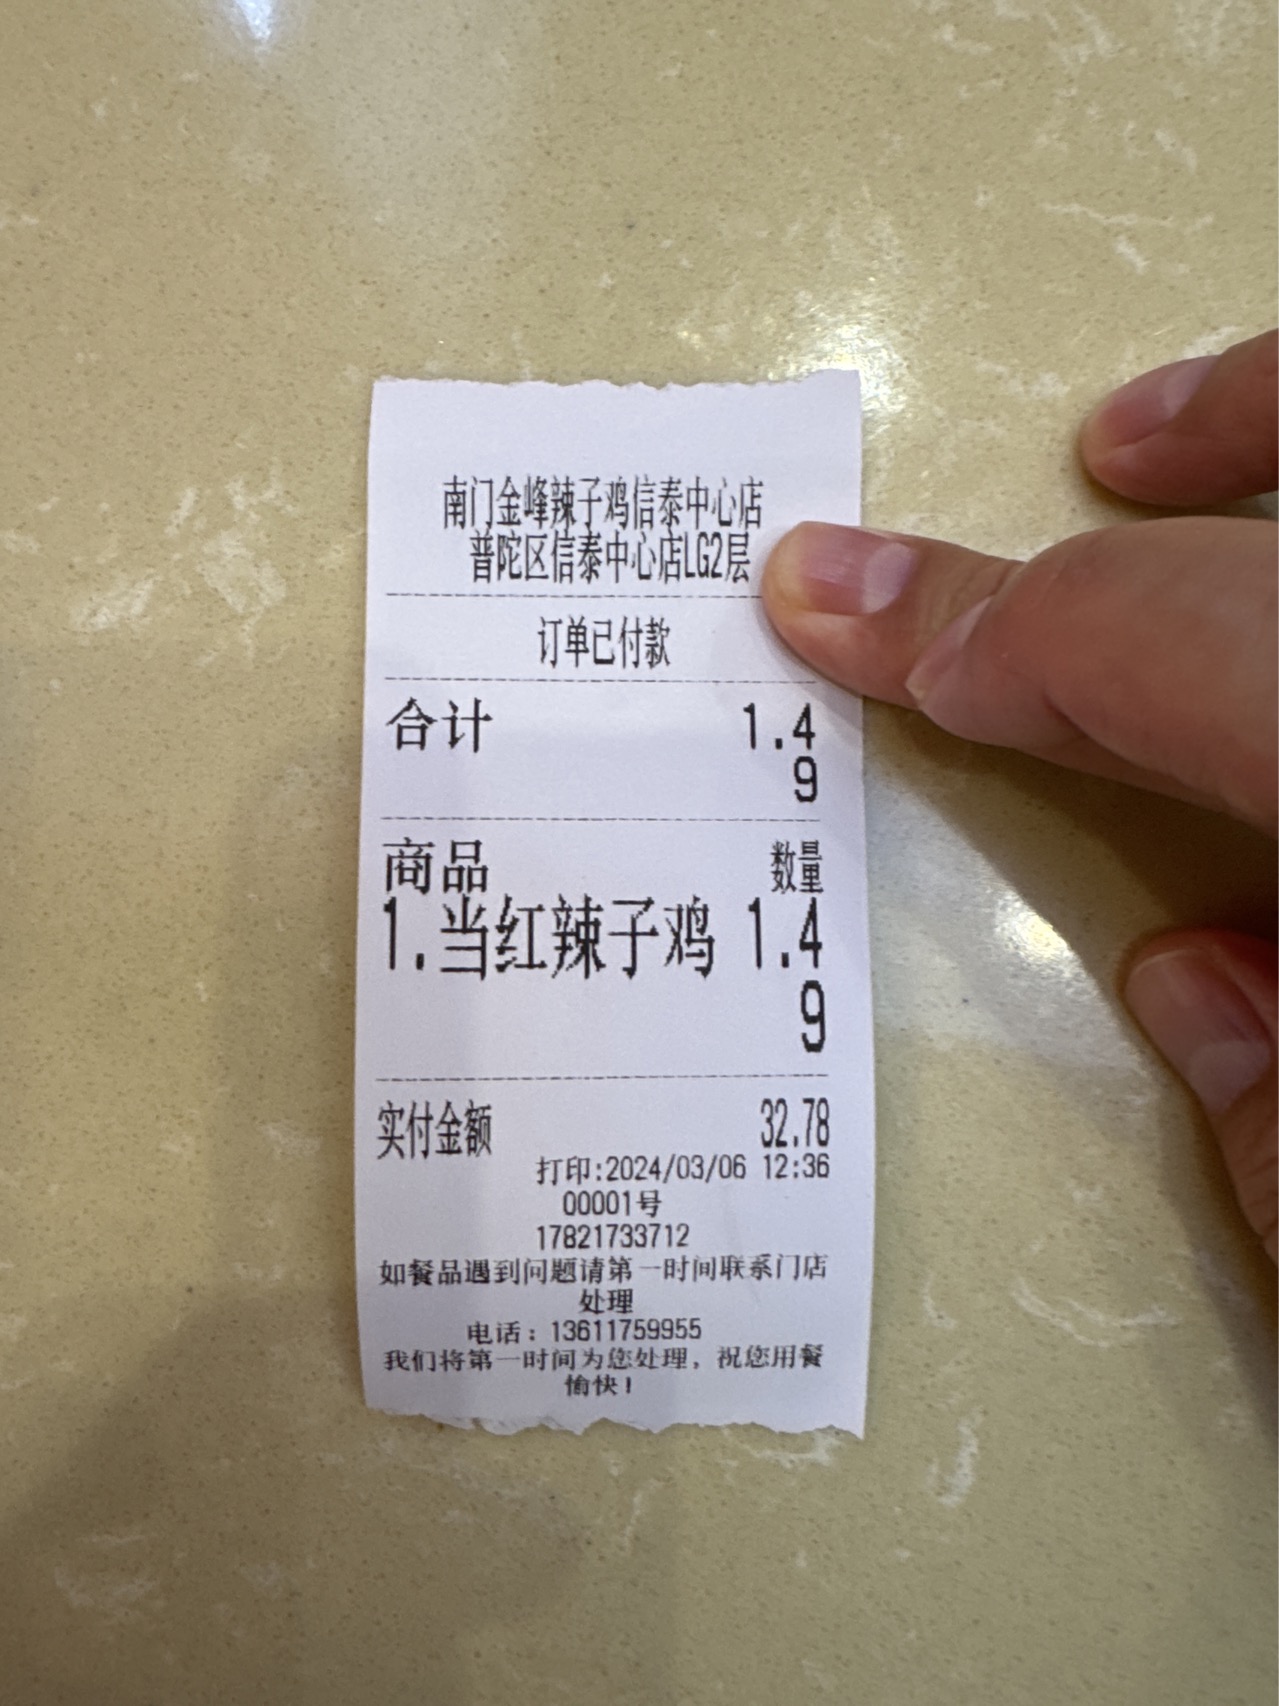 南门金峰辣子鸡信泰中心店
普陀区信泰中心店LG2层
订单已付款
合计 1.4
9
商品 数量
1.当红辣子鸡 1.4
9
实付金额 32.78
打印:2024/03/06 12:36
00001号
17821733712
如餐品遇到问题请第一时间联系门店
处理
电话：13611759955
我们将第一时间为您处理，祝您用餐
愉快！